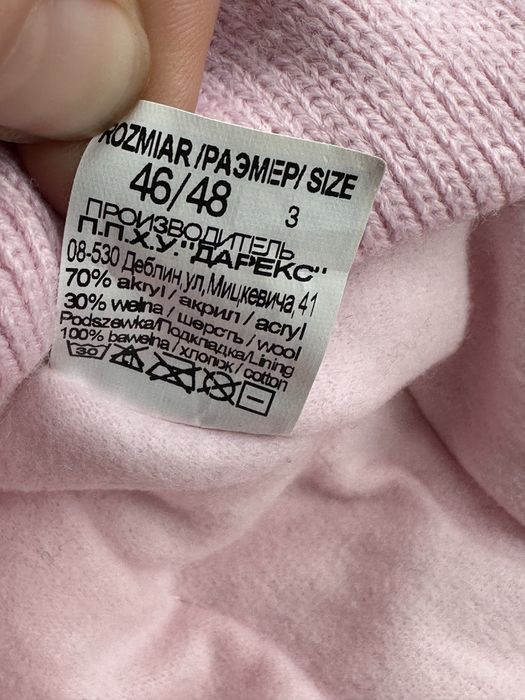 ROZMIAR /РАЭМЕР/ SIZE
46/48 3
ПРОИЗВОДИТЕЛЬ
П.П.Х.У. "ДАРЕКС"
08-530 Деблин, ул, Мицкевича, 41
70% akryl / акрил / acryl
30% wełna / шерсть / wool
Podszewka/Подкладка/Lining
100% bawełna / хлопок / cotton
30